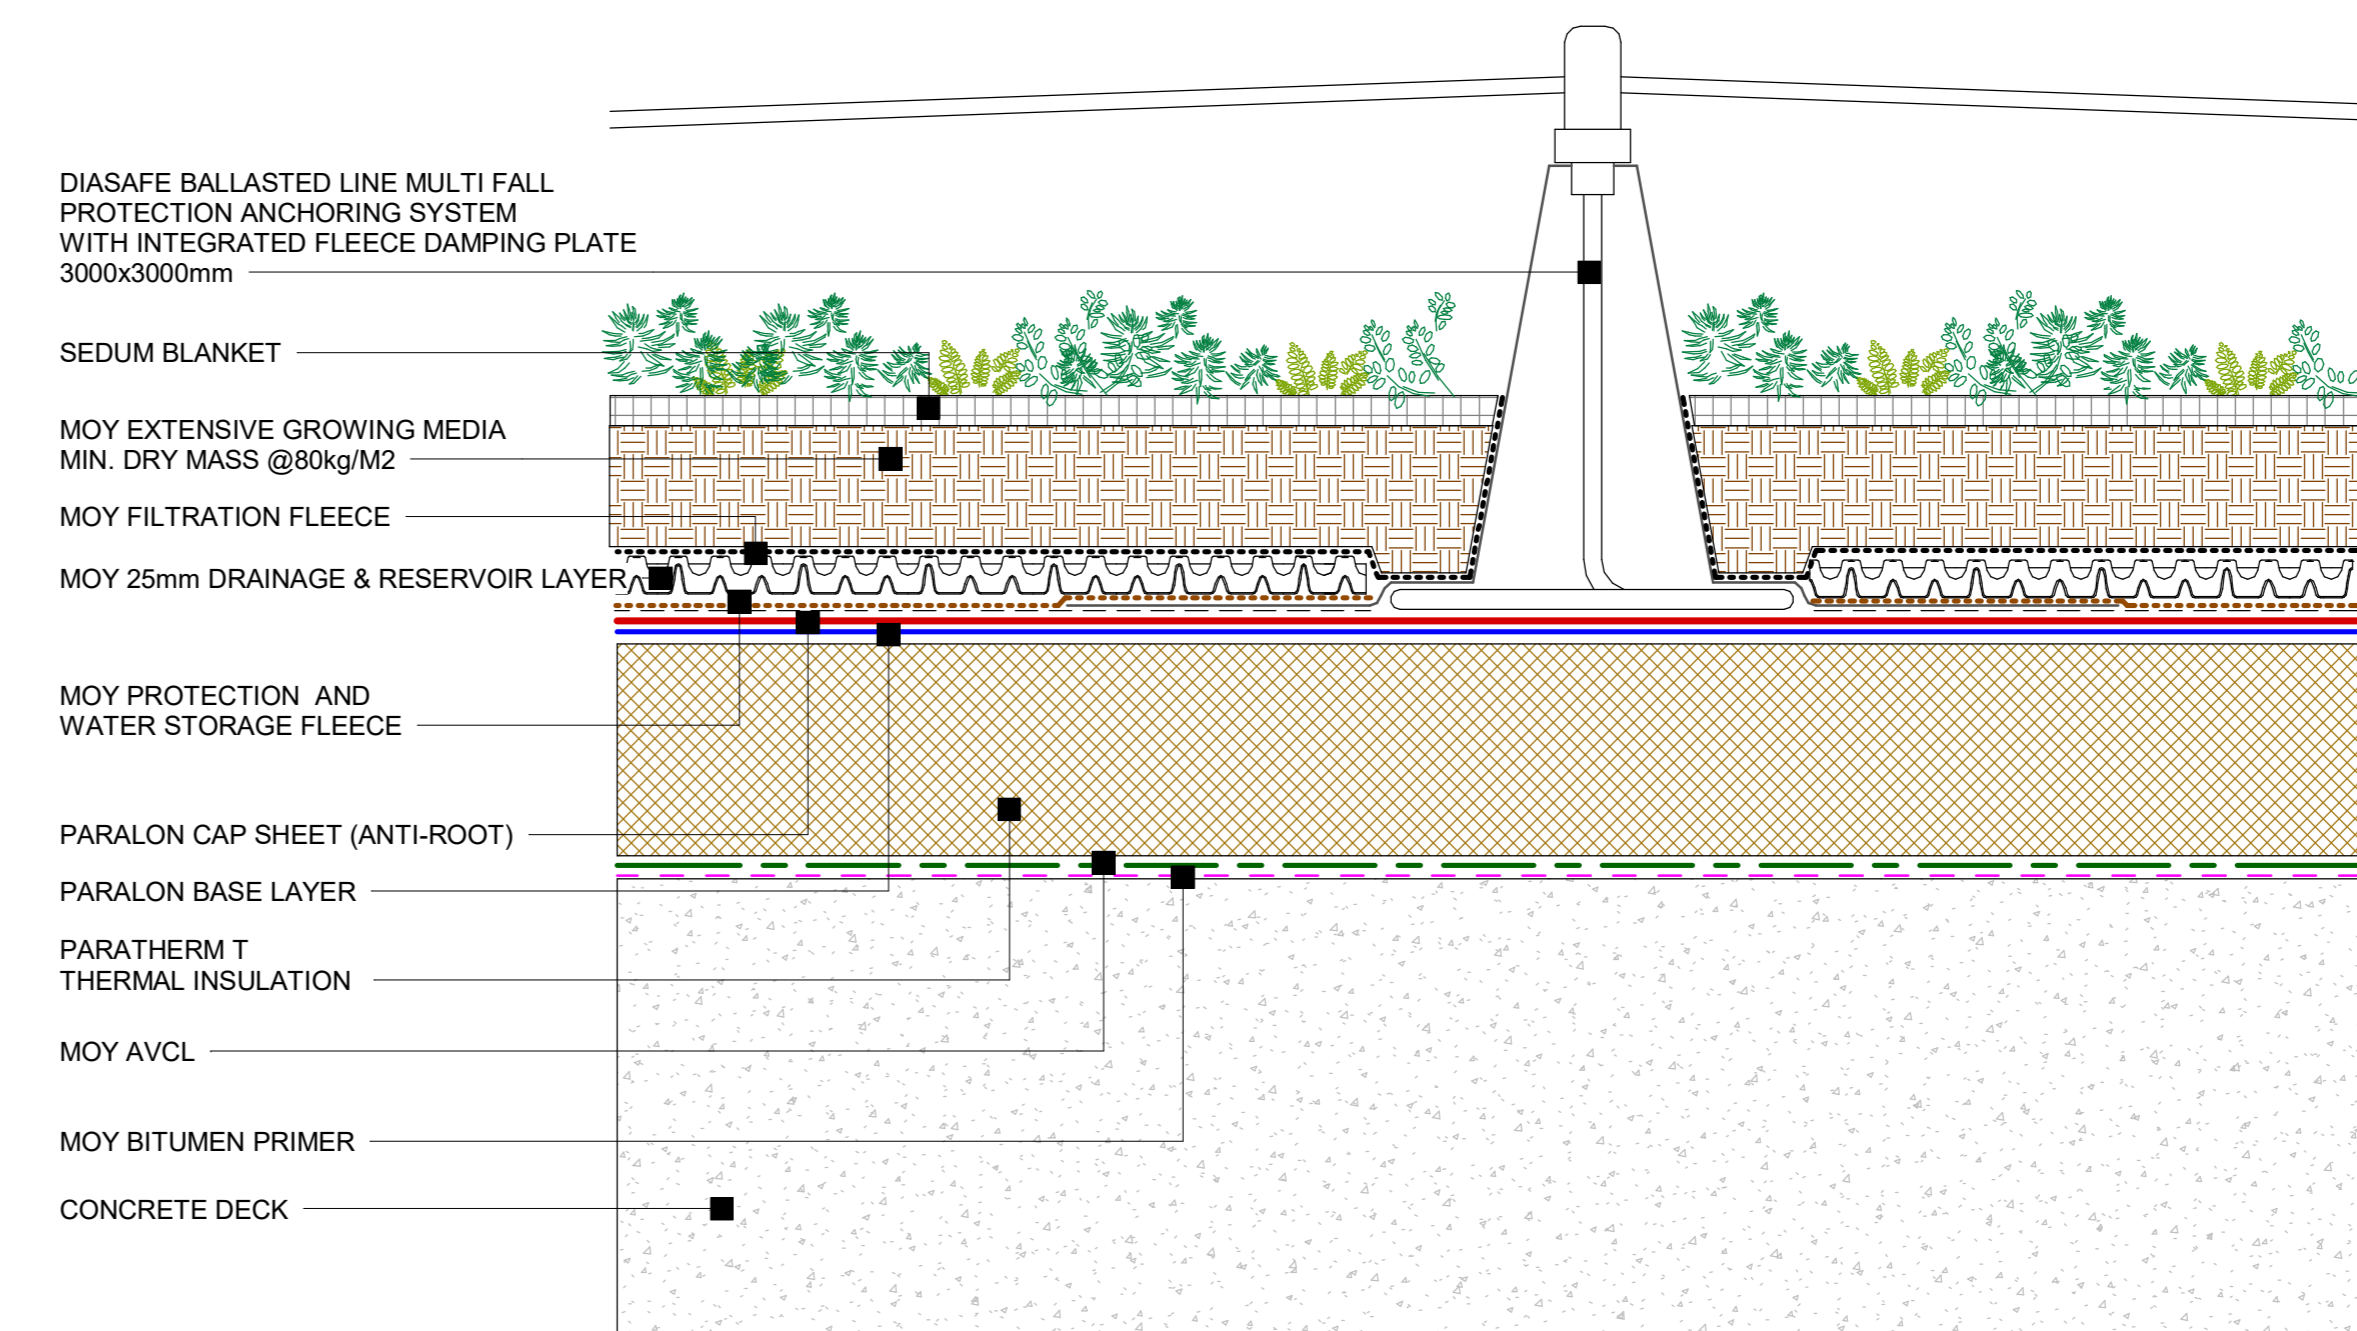 DIASAFE BALLASTED LINE MULTI FALL
PROTECTION ANCHORING SYSTEM
WITH INTEGRATED FLEECE DAMPING PLATE
3000x3000mm
SEDUM BLANKET
MOY EXTENSIVE GROWING MEDIA
MIN. DRY MASS @80kg/M2
MOY FILTRATION FLEECE
MOY 25mm DRAINAGE & RESERVOIR LAYER
MOY PROTECTION AND
WATER STORAGE FLEECE
PARALON CAP SHEET (ANTI-ROOT)
PARALON BASE LAYER
PARATHERM T
THERMAL INSULATION
MOY AVCL
MOY BITUMEN PRIMER
CONCRETE DECK